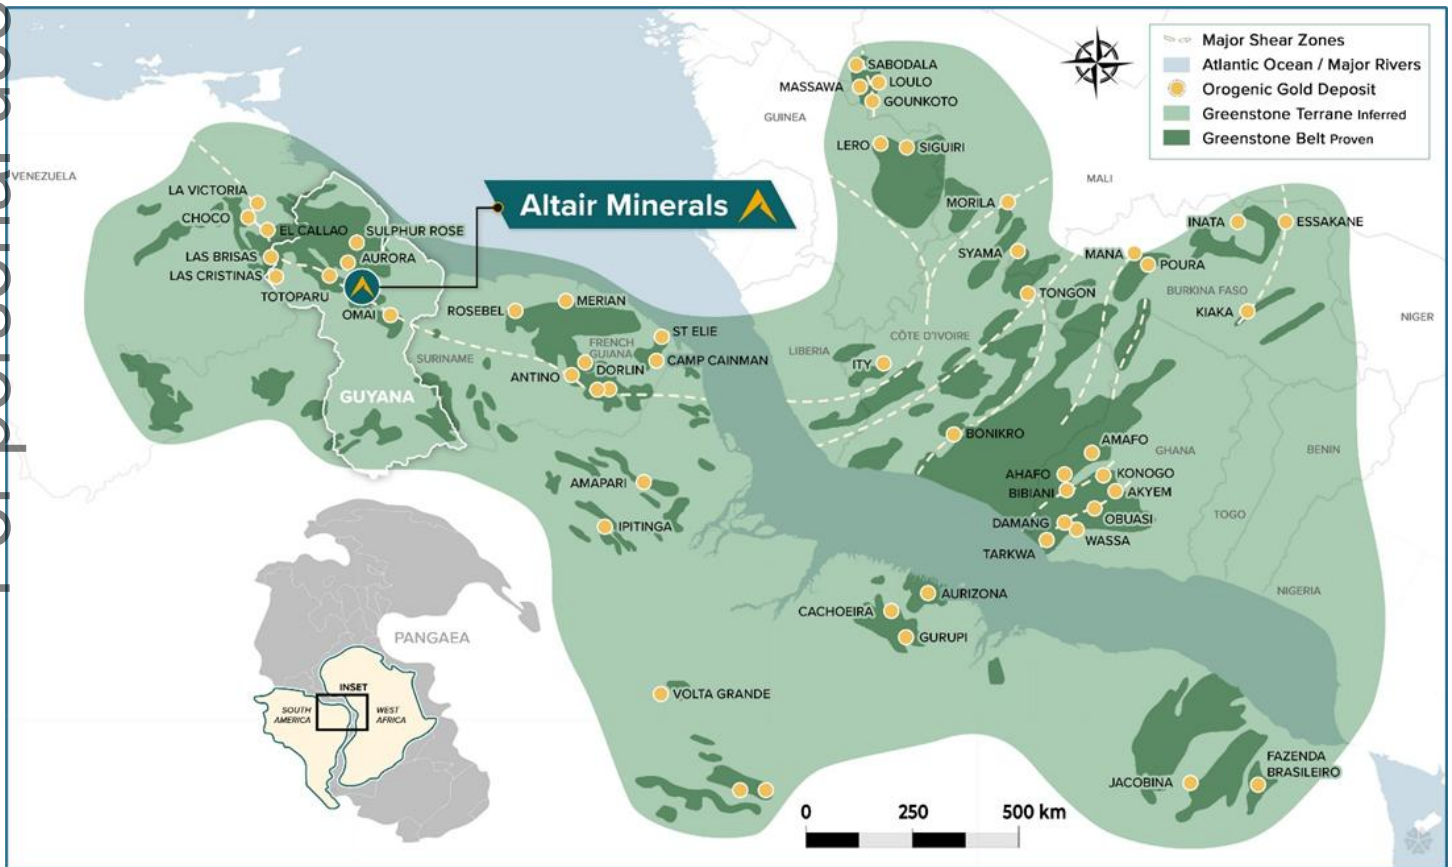 For personal use
Major Shear Zones
Atlantic Ocean / Major Rivers
Orogenic Gold Deposit
Greenstone Terrane Inferred
Greenstone Belt Proven
SABODALA
MASSAWA
LOULO
GOUNKOTO
GUINEA
LERO
SIGUIRI
MALI
VENEZUELA
LA VICTORIA
CHOCO
EL CALLAO
SULPHUR ROSE
LAS BRISAS
AURORA
LAS CRISTINAS
TOTOPARU
OMAI
Altair Minerals
MORILA
SYAMA
MANA
POURA
INATA
ESSAKANE
BURKINA FASO
KIAKA
NIGER
TONGON
CÔTE D'IVOIRE
LIBERIA
ITY
ROSEBEL
MERIAN
ST ELIE
FRENCH
GUIANA
CAMP CAINMAN
SURINAME
DORLIN
ANTINO
GUYANA
BONIKRO
AMAFO
GHANA
BENIN
AHAFO
KONOGO
BIBIANI
AKYEM
AMAPARI
IPITINGA
OBUASI
DAMANG
WASSA
TARKWA
TOGO
NIGERIA
AURIZONA
CACHOEIRA
GURUPI
PANGAEA
INSET
SOUTH
AMERICA
WEST
AFRICA
VOLTA GRANDE
JACOBINA
FAZENDA
BRASILEIRO
0 250 500 km